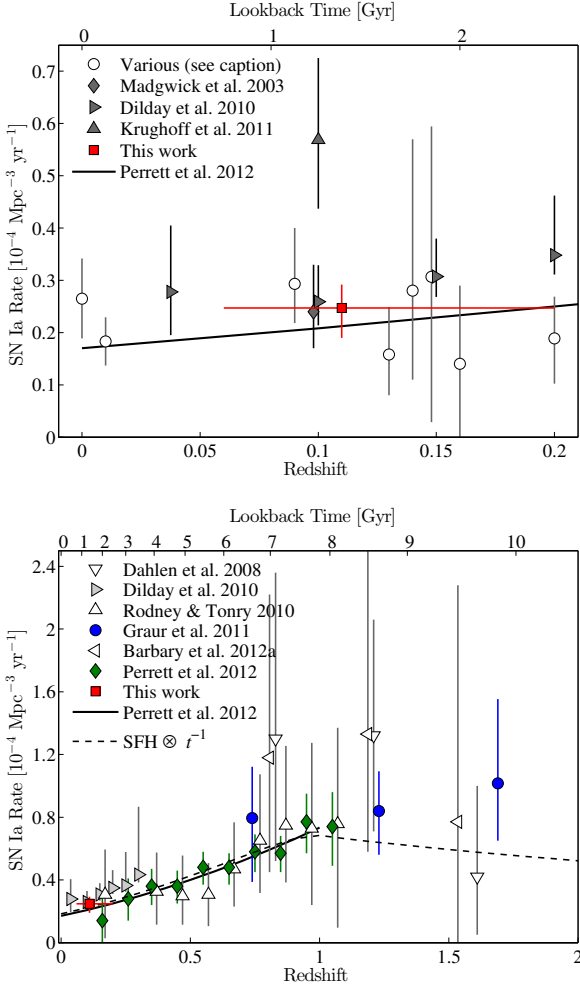 Lookback Time [Gyr]
0 1 2
0.7
0.6
0.5
0.4
0.3
0.2
0.1
0
SN Ia Rate [10⁻⁴ Mpc⁻³ yr⁻¹]
Various (see caption)
Madgwick et al. 2003
Dilday et al. 2010
Krughoff et al. 2011
This work
Perrett et al. 2012
0 0.05 0.1 0.15 0.2
Redshift
Lookback Time [Gyr]
0 1 2 3 4 5 6 7 8 9 10
2.4
2
1.6
1.2
0.8
0.4
0
SN Ia Rate [10⁻⁴ Mpc⁻³ yr⁻¹]
Dahlen et al. 2008
Dilday et al. 2010
Rodney & Tonry 2010
Graur et al. 2011
Barbary et al. 2012a
Perrett et al. 2012
This work
Perrett et al. 2012
SFH ⊗ t⁻¹
0 0.5 1 1.5 2
Redshift